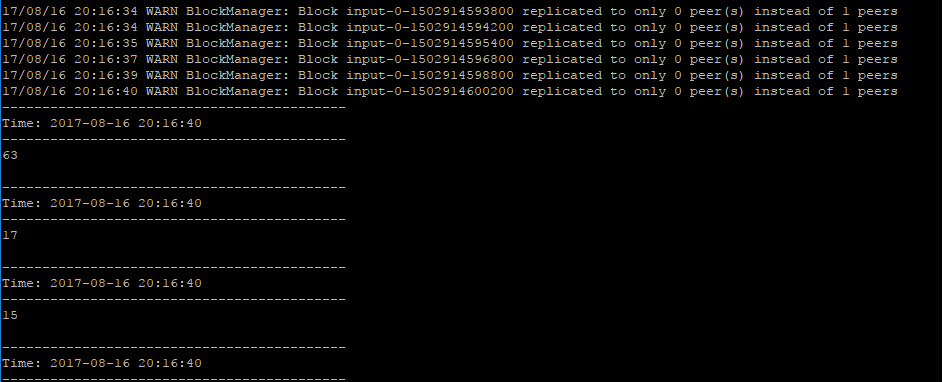 17/08/16 20:16:34 WARN BlockManager: Block input-0-1502914593800 replicated to only 0 peer(s) instead of 1 peers
17/08/16 20:16:34 WARN BlockManager: Block input-0-1502914594200 replicated to only 0 peer(s) instead of 1 peers
17/08/16 20:16:35 WARN BlockManager: Block input-0-1502914595400 replicated to only 0 peer(s) instead of 1 peers
17/08/16 20:16:37 WARN BlockManager: Block input-0-1502914596800 replicated to only 0 peer(s) instead of 1 peers
17/08/16 20:16:39 WARN BlockManager: Block input-0-1502914598800 replicated to only 0 peer(s) instead of 1 peers
17/08/16 20:16:40 WARN BlockManager: Block input-0-1502914600200 replicated to only 0 peer(s) instead of 1 peers
-------------------------------------------
Time: 2017-08-16 20:16:40
-------------------------------------------
63
-------------------------------------------
Time: 2017-08-16 20:16:40
-------------------------------------------
17
-------------------------------------------
Time: 2017-08-16 20:16:40
-------------------------------------------
15
-------------------------------------------
Time: 2017-08-16 20:16:40
-------------------------------------------